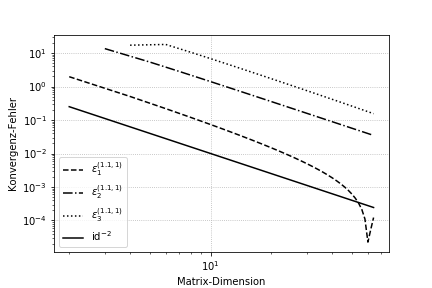 10¹
10⁰
10⁻¹
10⁻²
10⁻³
10⁻⁴
Konvergenz-Fehler
ε₁^(1.1,1)
ε₂^(1.1,1)
ε₃^(1.1,1)
id⁻²
10¹
Matrix-Dimension